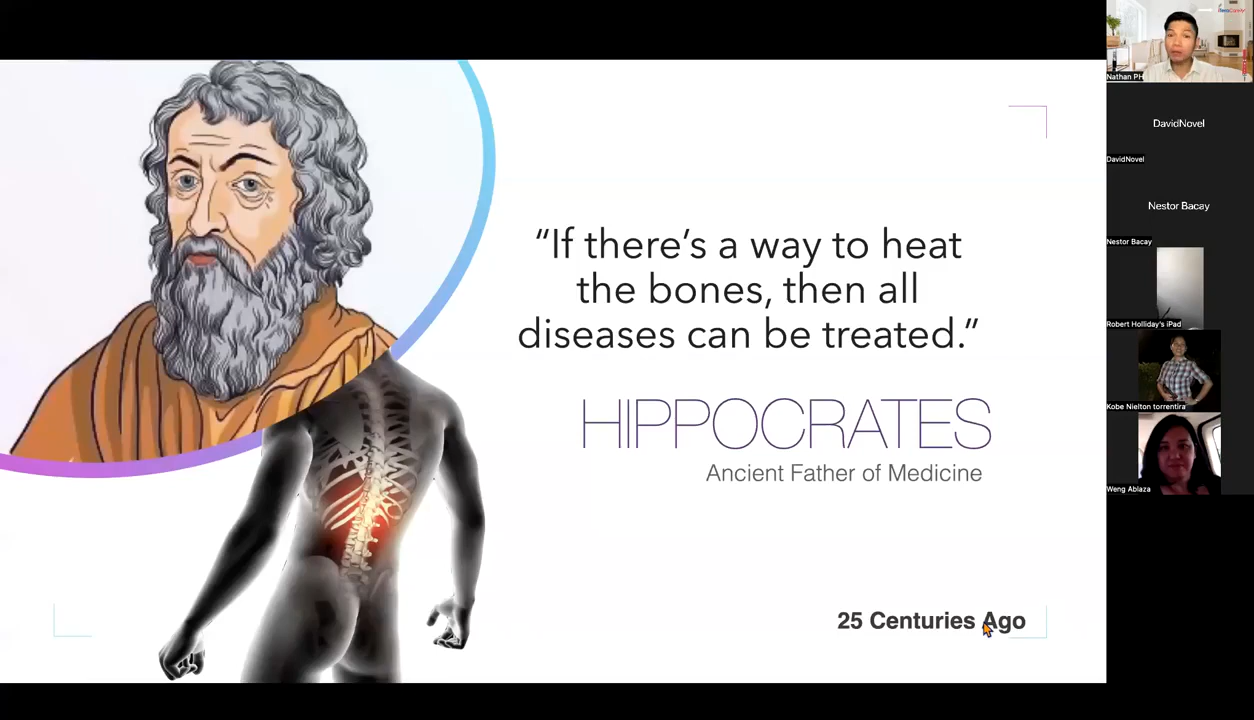 “If there’s a way to heat
the bones, then all
diseases can be treated.”
HIPPOCRATES
Ancient Father of Medicine
25 Centuries Ago
Nathan PH
DavidNovel
DavidNovel
Nestor Bacay
Nestor Bacay
Robert Holliday's iPad
Kobe Nielton torrentira
Weng Ablaza